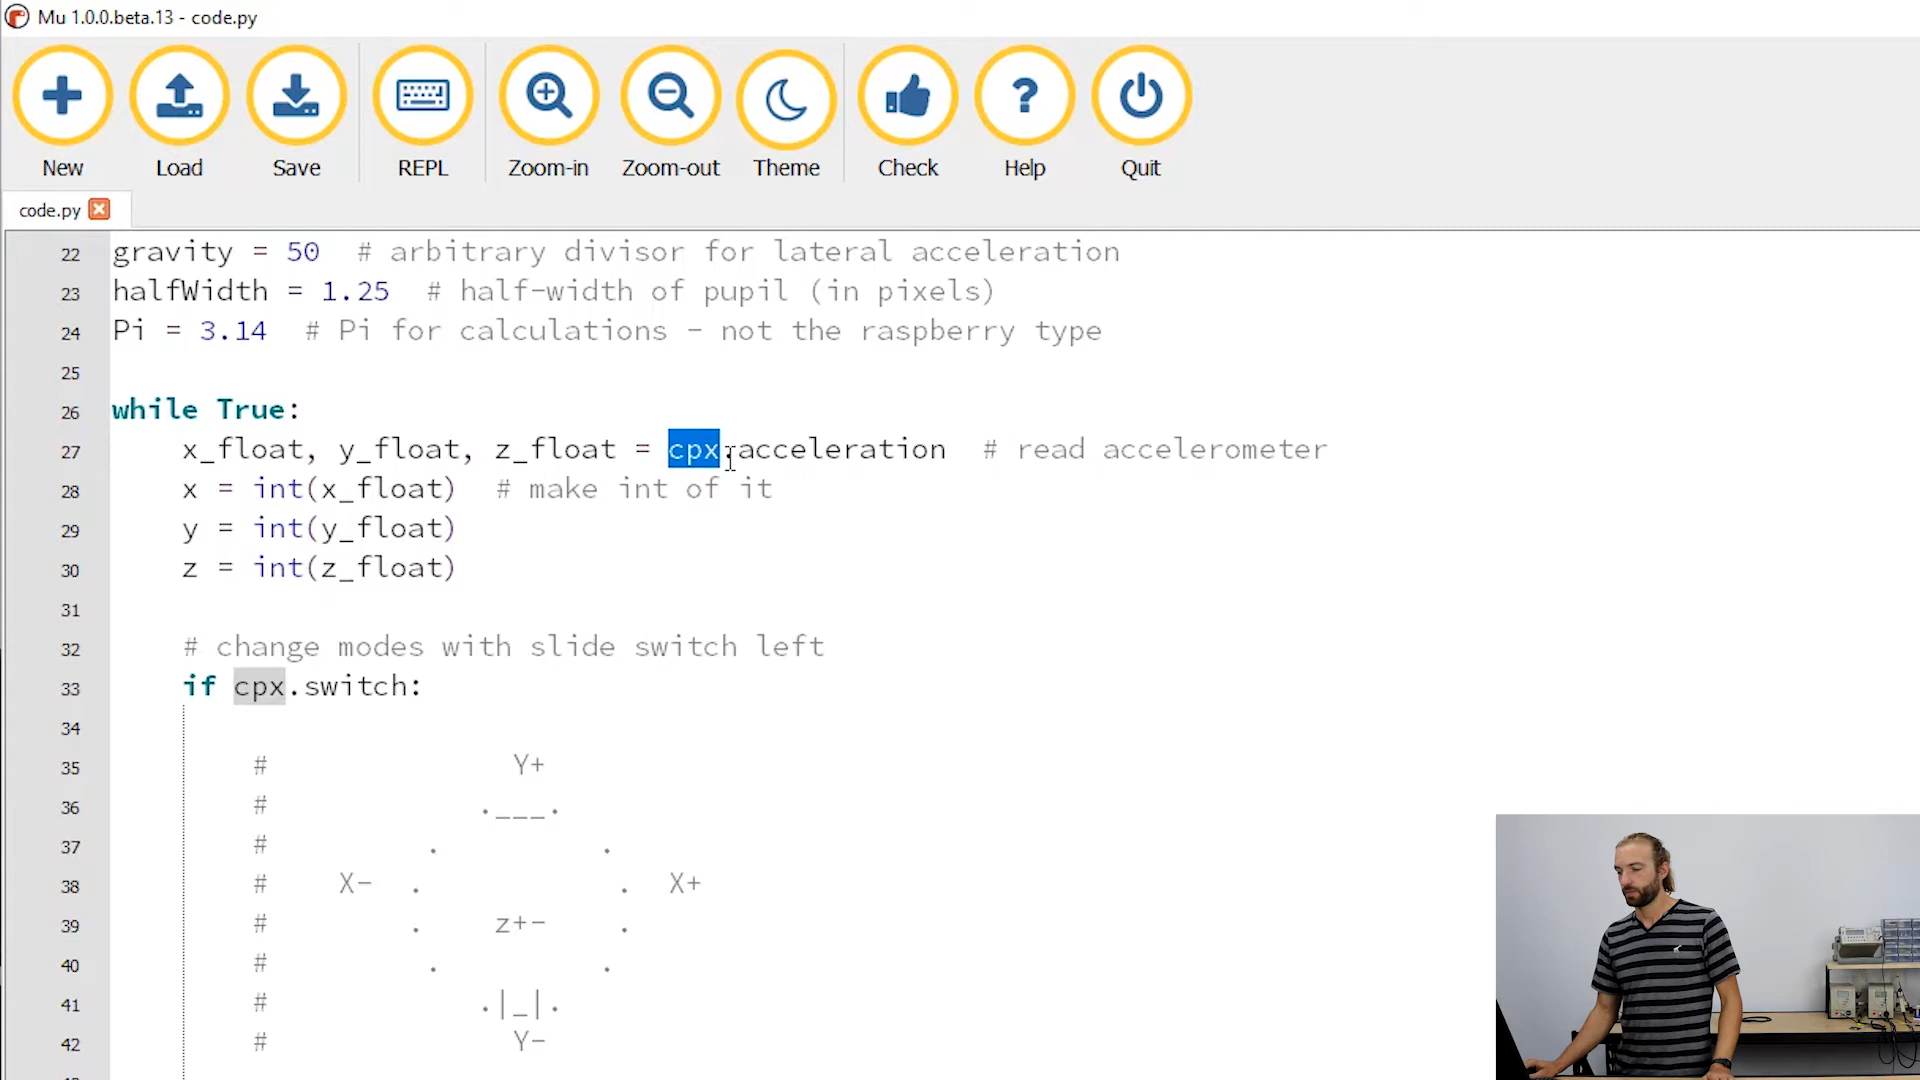 Mu 1.0.0.beta.13 - code.py
New Load Save REPL Zoom-in Zoom-out Theme Check Help Quit
code.py
22 gravity = 50  # arbitrary divisor for lateral acceleration
23 halfWidth = 1.25  # half-width of pupil (in pixels)
24 Pi = 3.14  # Pi for calculations - not the raspberry type
25
26 while True:
27     x_float, y_float, z_float = cpx.acceleration  # read accelerometer
28     x = int(x_float)  # make int of it
29     y = int(y_float)
30     z = int(z_float)
31
32     # change modes with slide switch left
33     if cpx.switch:
34
35         #              Y+
36         #            .___.
37         #         .         .
38         #    X-  .           .  X+
39         #        .    z+-    .
40         #         .         .
41         #            .|_|.
42         #              Y-